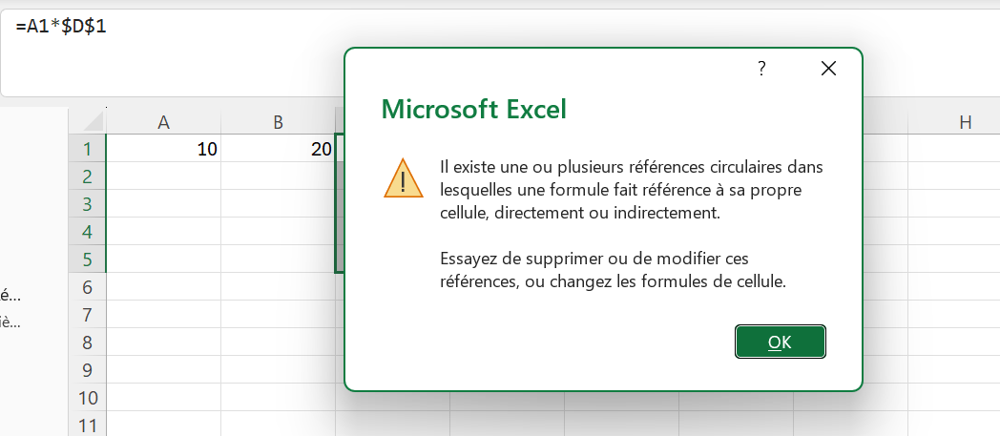 =A1*$D$1
?
Microsoft Excel
A B H
1 10 20
Il existe une ou plusieurs références circulaires dans
lesquelles une formule fait référence à sa propre
cellule, directement ou indirectement.
Essayez de supprimer ou de modifier ces
références, ou changez les formules de cellule.
OK
2
3
4
5
6
é...
7
iè...
8
9
10
11